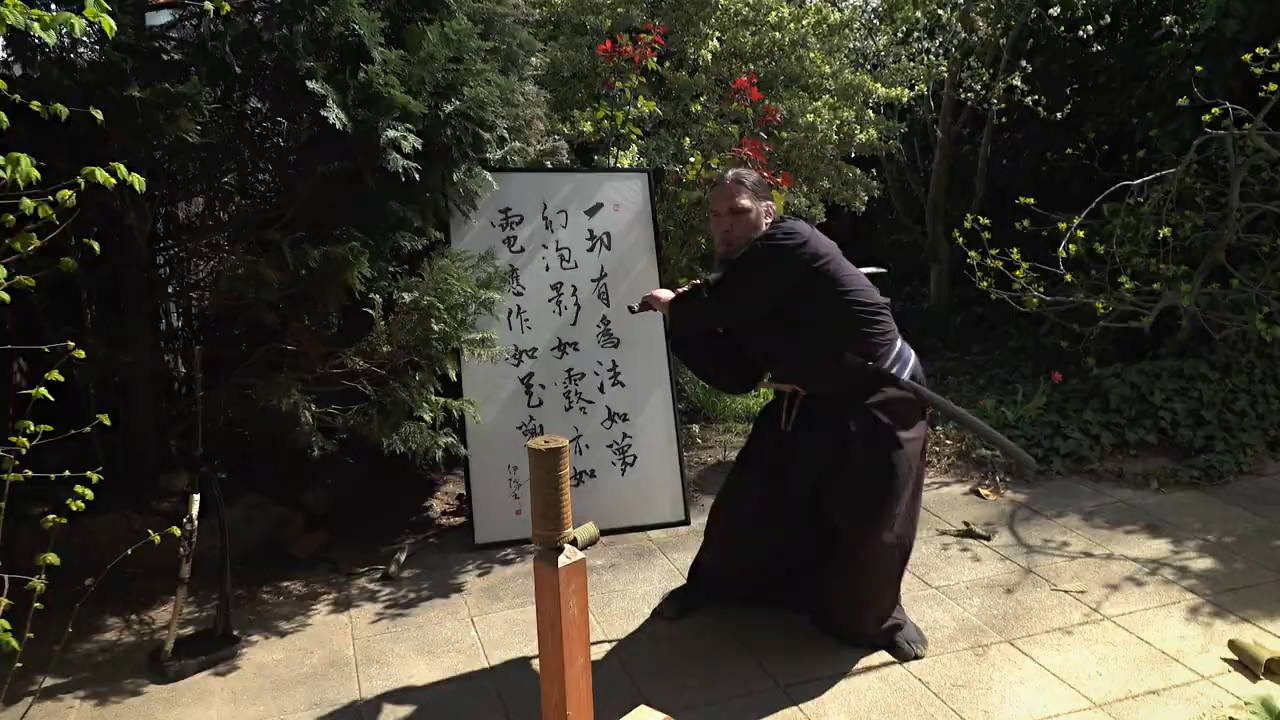 一切有爲法如夢
幻泡影如露亦如
電應作如是觀